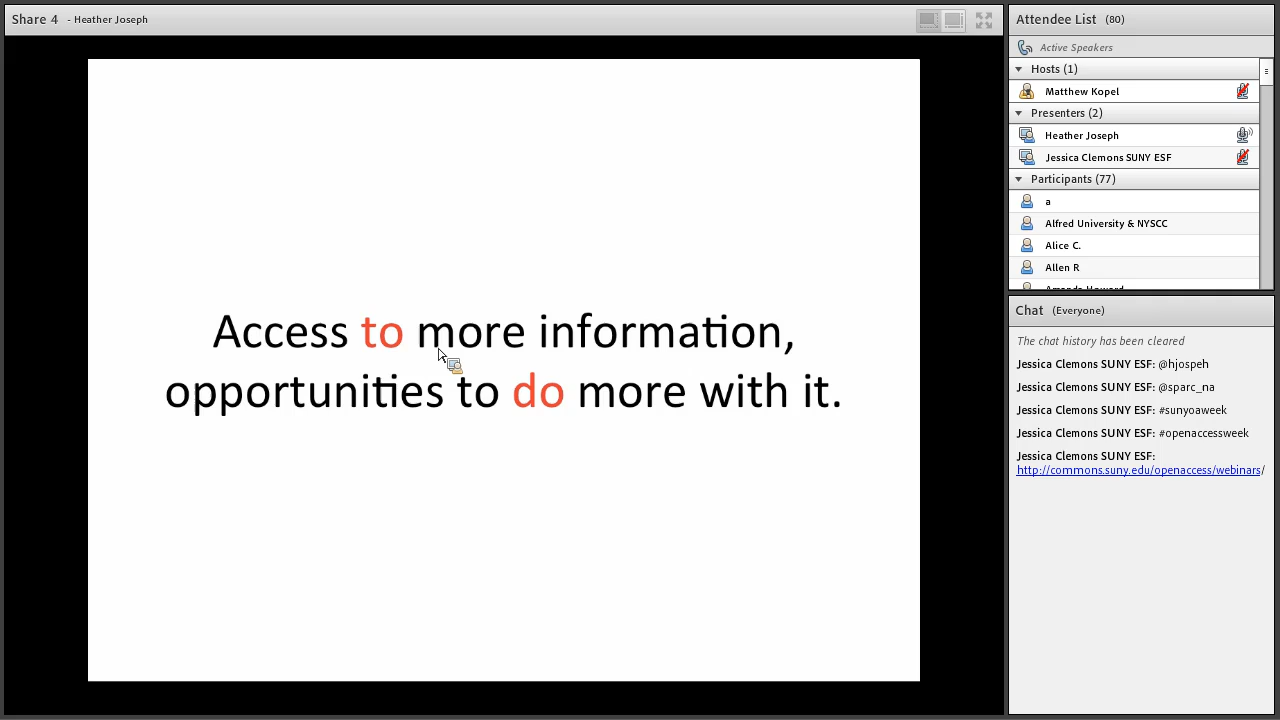 Share 4 - Heather Joseph
Access to more information,
opportunities to do more with it.
Attendee List (80)
Active Speakers
Hosts (1)
Matthew Kopel
Presenters (2)
Heather Joseph
Jessica Clemons SUNY ESF
Participants (77)
a
Alfred University & NYSCC
Alice C.
Allen R
Chat (Everyone)
The chat history has been cleared
Jessica Clemons SUNY ESF: @hjospeh
Jessica Clemons SUNY ESF: @sparc_na
Jessica Clemons SUNY ESF: #sunyoaweek
Jessica Clemons SUNY ESF: #openaccessweek
Jessica Clemons SUNY ESF:
http://commons.suny.edu/openaccess/webinars/